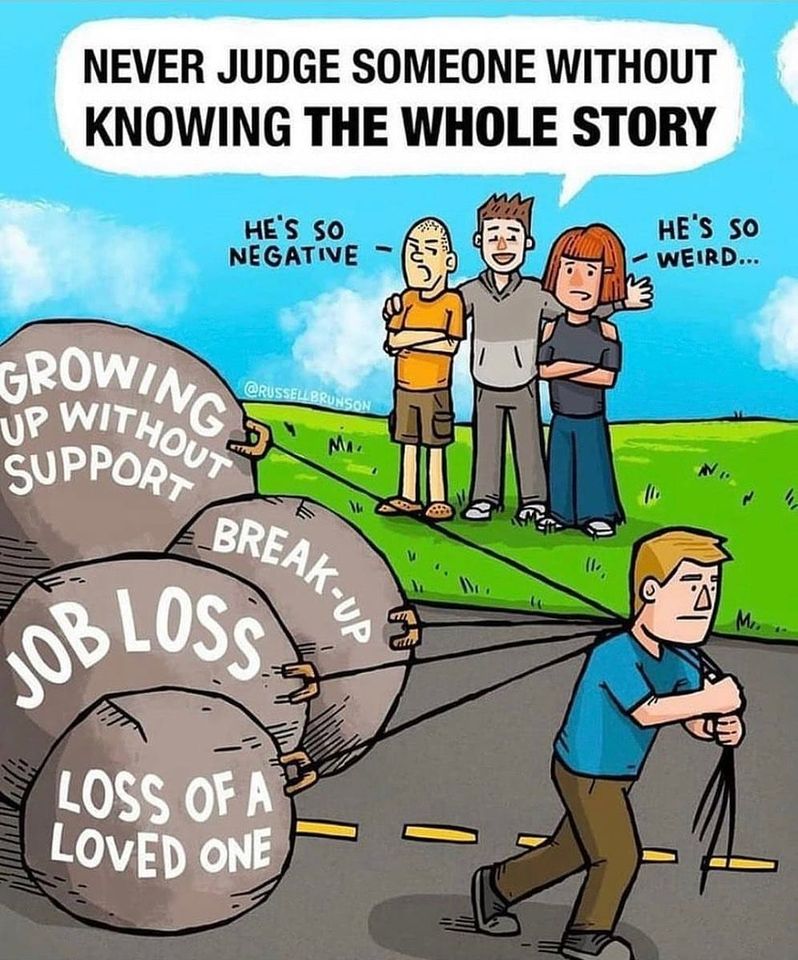 NEVER JUDGE SOMEONE WITHOUT
KNOWING THE WHOLE STORY
HE'S SO
NEGATIVE
HE'S SO
WEIRD...
@RUSSELLBRUNSON
GROWING
UP WITHOUT
SUPPORT
BREAK-UP
JOB LOSS
LOSS OF A
LOVED ONE